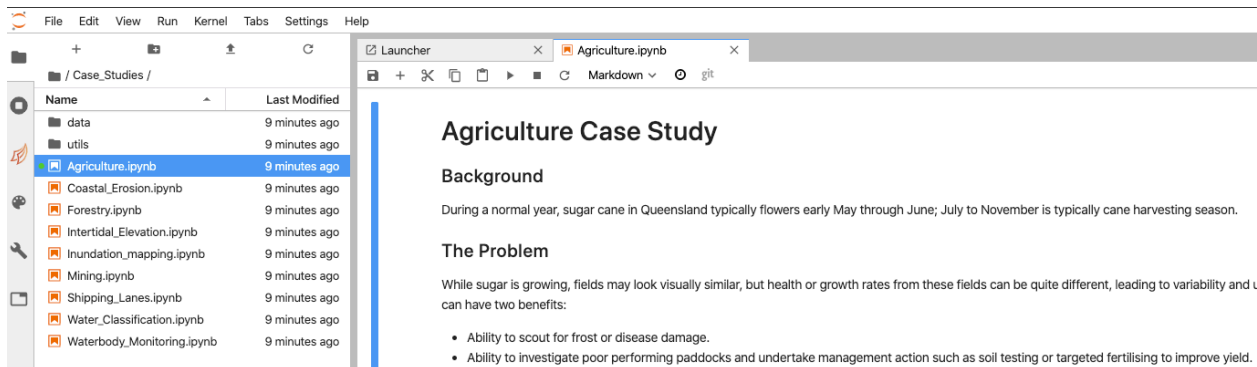 File Edit View Run Kernel Tabs Settings Help
Launcher
Agriculture.ipynb
/ Case_Studies /
Markdown
git
Name Last Modified
data 9 minutes ago
utils 9 minutes ago
Agriculture.ipynb 9 minutes ago
Coastal_Erosion.ipynb 9 minutes ago
Forestry.ipynb 9 minutes ago
Intertidal_Elevation.ipynb 9 minutes ago
Inundation_mapping.ipynb 9 minutes ago
Mining.ipynb 9 minutes ago
Shipping_Lanes.ipynb 9 minutes ago
Water_Classification.ipynb 9 minutes ago
Waterbody_Monitoring.ipynb 9 minutes ago
Agriculture Case Study
Background
During a normal year, sugar cane in Queensland typically flowers early May through June; July to November is typically cane harvesting season.
The Problem
While sugar is growing, fields may look visually similar, but health or growth rates from these fields can be quite different, leading to variability and
can have two benefits:
• Ability to scout for frost or disease damage.
• Ability to investigate poor performing paddocks and undertake management action such as soil testing or targeted fertilising to improve yield.